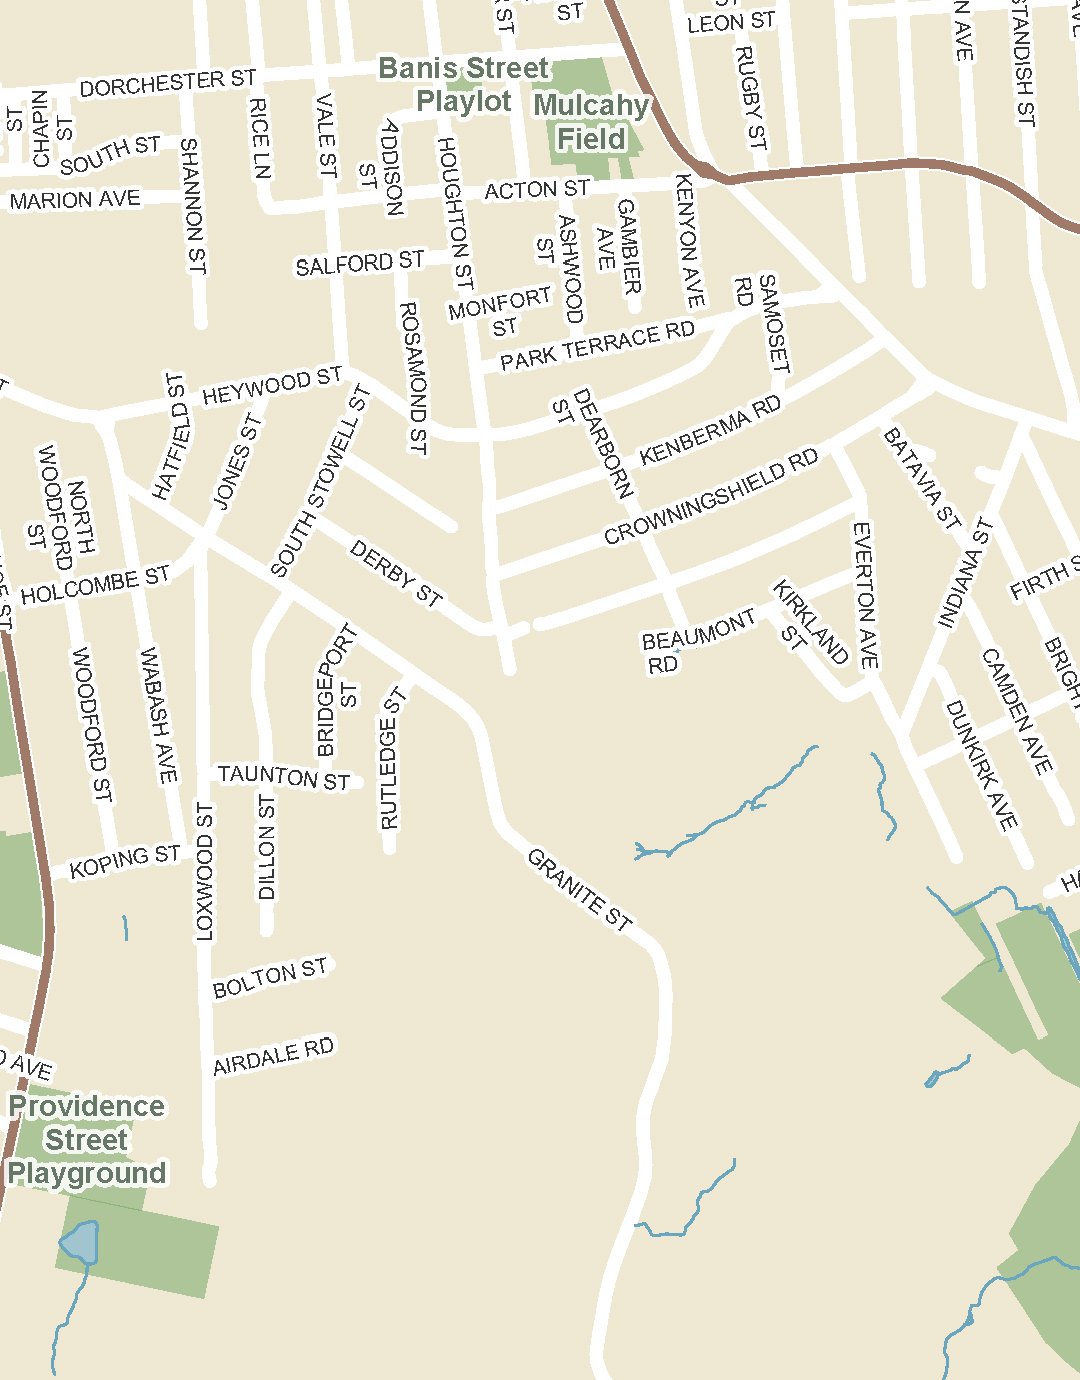 ST
LEON ST
DORCHESTER ST
Banis Street
Playlot
Mulcahy
Field
RUGBY ST
STANDISH ST
ST
CHAPIN
ST
SOUTH ST
MARION AVE
SHANNON ST
RICE LN
VALE ST
ADDISON
ST
HOUGHTON ST
ACTON ST
KENYON AVE
GAMBIER
AVE
ASHWOOD
ST
SALFORD ST
MONFORT
ST
ROSAMOND ST
PARK TERRACE RD
SAMOSET
RD
HEYWOOD ST
HATFIELD ST
JONES ST
SOUTH STOWELL ST
DEARBORN
ST
KENBERMA RD
CROWNINGSHIELD RD
BATAVIA ST
NORTH
WOODFORD
ST
HOLCOMBE ST
DERBY ST
EVERTON AVE
INDIANA ST
FIRTH S
KIRKLAND
ST
BEAUMONT
RD
BRIDGEPORT
ST
RUTLEDGE ST
WOODFORD ST
WABASH AVE
CAMDEN AVE
DUNKIRK AVE
BRIGHT
TAUNTON ST
DILLON ST
LOXWOOD ST
KOPING ST
GRANITE ST
BOLTON ST
AIRDALE RD
Providence
Street
Playground